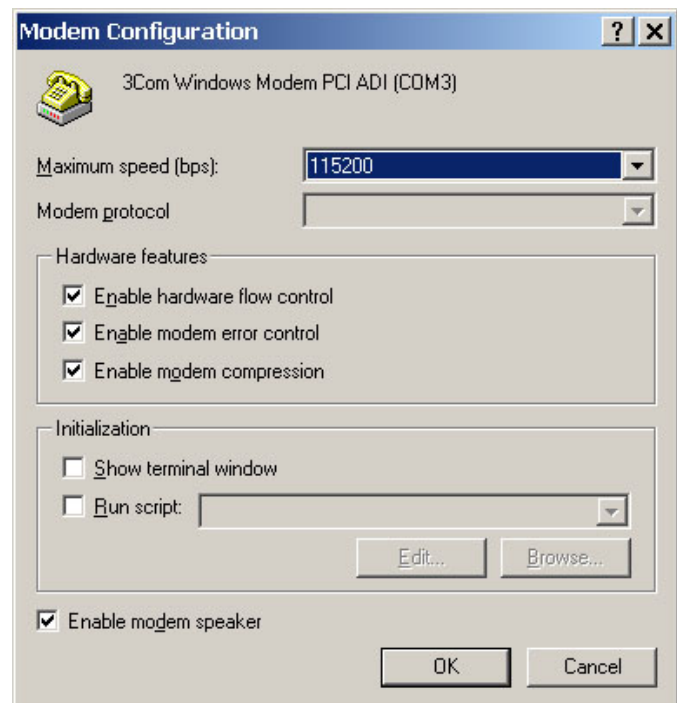 Modem Configuration
3Com Windows Modem PCI ADI (COM3)
Maximum speed (bps): 115200
Modem protocol
Hardware features
Enable hardware flow control
Enable modem error control
Enable modem compression
Initialization
Show terminal window
Run script:
Edit... Browse...
Enable modem speaker
OK Cancel